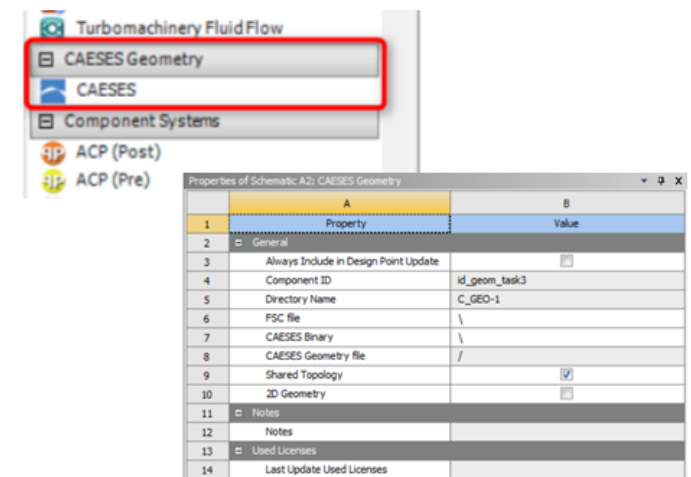 Turbomachinery Fluid Flow
CAESES Geometry
CAESES
Component Systems
ACP (Post)
ACP (Pre)
Properties of Schematic A2: CAESES Geometry
A B
1 Property Value
2 General
3 Always Include in Design Point Update
4 Component ID id_geom_task3
5 Directory Name C_GEO-1
6 FSC file \
7 CAESES Binary \
8 CAESES Geometry file /
9 Shared Topology
10 2D Geometry
11 Notes
12 Notes
13 Used Licenses
14 Last Update Used Licenses